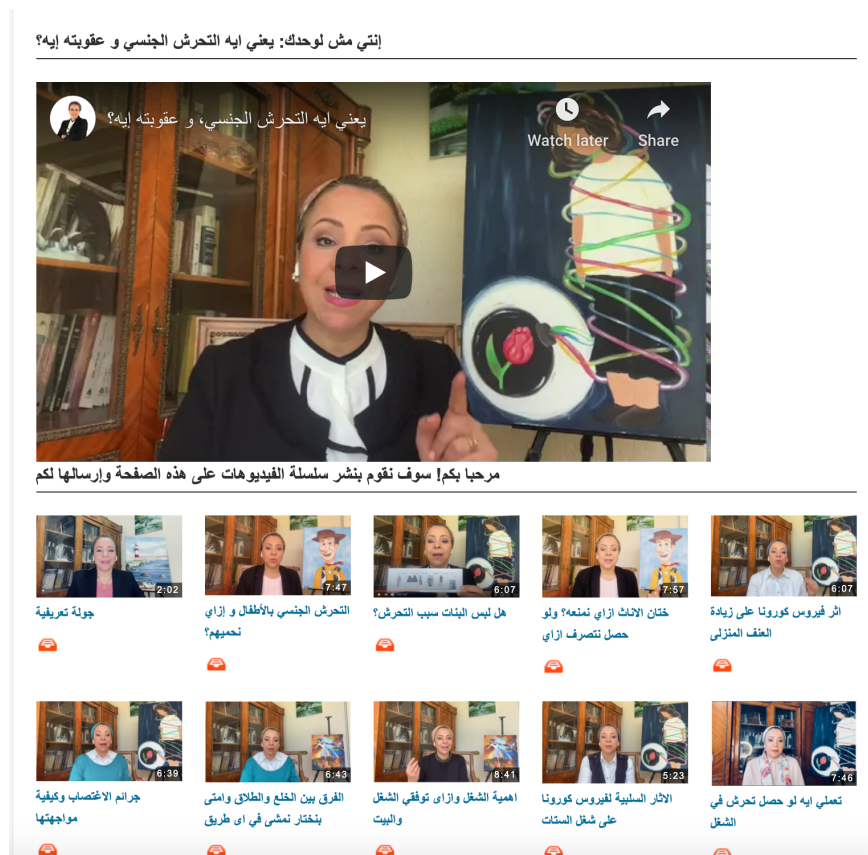 إنتي مش لوحدك: يعني ايه التحرش الجنسي و عقوبته إيه؟
يعني ايه التحرش الجنسي، و عقوبته إيه؟
Watch later
Share
مرحبا بكم! سوف نقوم بنشر سلسلة الفيديوهات على هذه الصفحة وإرسالها لكم
2:02
7:47
6:07
7:57
6:07
جولة تعريفية
التحرش الجنسي بالأطفال و إزاي
نحميهم؟
هل لبس البنات سبب التحرش؟
ختان الاناث ازاي نمنعه؟ ولو
حصل نتصرف ازاي
اثر فيروس كورونا على زيادة
العنف المنزلى
6:39
6:43
8:41
5:23
7:46
جرائم الاغتصاب وكيفية
مواجهتها
الفرق بين الخلع والطلاق وامتى
بنختار نمشى في اى طريق
اهمية الشغل وازاى توفقي الشغل
والبيت
الاثار السلبية لفيروس كورونا
على شغل الستات
تعملي ايه لو حصل تحرش في
الشغل